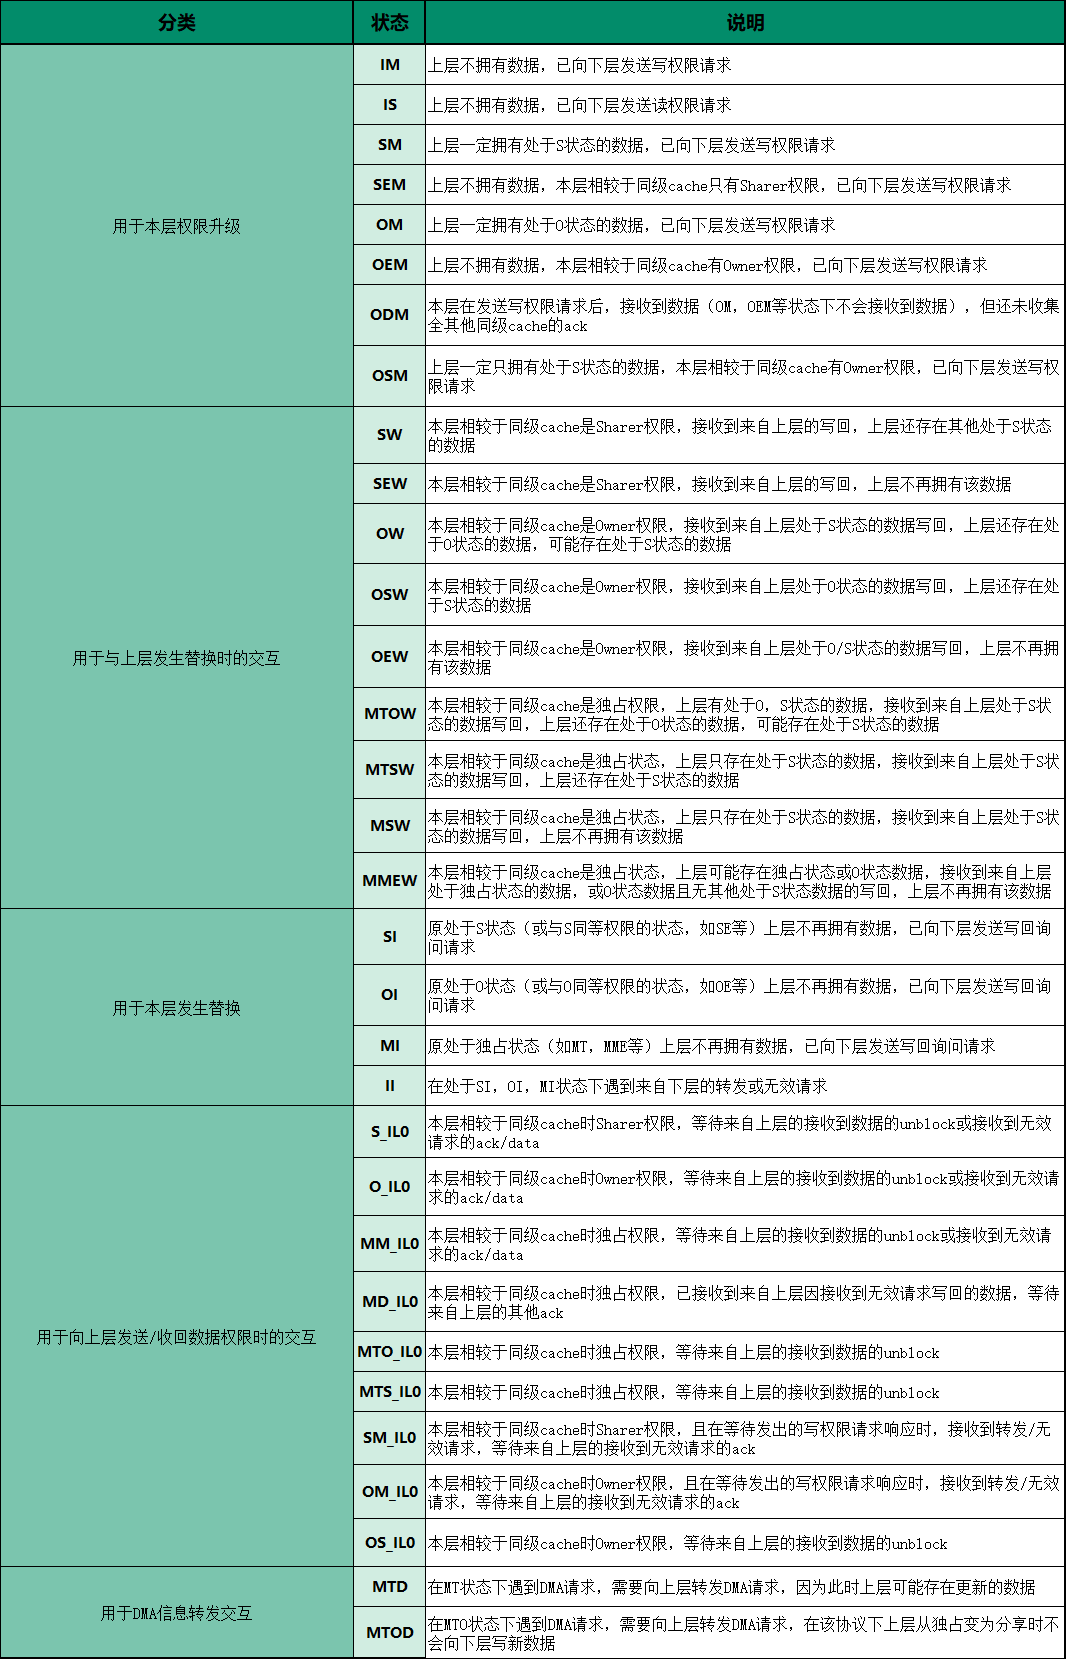 分类 状态 说明
用于本层权限升级
IM 上层不拥有数据，已向下层发送写权限请求
IS 上层不拥有数据，已向下层发送读权限请求
SM 上层一定拥有处于S状态的数据，已向下层发送写权限请求
SEM 上层不拥有数据，本层相较于同级cache只有Sharer权限，已向下层发送写权限请求
OM 上层一定拥有处于O状态的数据，已向下层发送写权限请求
OEM 上层不拥有数据，本层相较于同级cache有Owner权限，已向下层发送写权限请求
ODM 本层在发送写权限请求后，接收到数据（OM，OEM等状态下不会接收到数据），但还未收集
全其他同级cache的ack
OSM 上层一定只拥有处于S状态的数据，本层相较于同级cache有Owner权限，已向下层发送写权
限请求
用于与上层发生替换时的交互
SW 本层相较于同级cache是Sharer权限，接收到来自上层的写回，上层还存在其他处于S状态
的数据
SEW 本层相较于同级cache是Sharer权限，接收到来自上层的写回，上层不再拥有该数据
OW 本层相较于同级cache是Owner权限，接收到来自上层处于S状态的数据写回，上层还存在处
于O状态的数据，可能存在处于S状态的数据
OSW 本层相较于同级cache是Owner权限，接收到来自上层处于O状态的数据写回，上层还存在处
于S状态的数据
OEW 本层相较于同级cache是Owner权限，接收到来自上层处于O/S状态的数据写回，上层不再拥
有该数据
MTOW 本层相较于同级cache是独占权限，上层有处于O，S状态的数据，接收到来自上层处于S状
态的数据写回，上层还存在处于O状态的数据，可能存在处于S状态的数据
MTSW 本层相较于同级cache是独占状态，上层只存在处于S状态的数据，接收到来自上层处于S状
态的数据写回，上层还存在处于S状态的数据
MSW 本层相较于同级cache是独占状态，上层只存在处于S状态的数据，接收到来自上层处于S状
态的数据写回，上层不再拥有该数据
MMEW 本层相较于同级cache是独占状态，上层可能存在独占状态或O状态数据，接收到来自上层
处于独占状态的数据，或O状态数据且无其他处于S状态数据的写回，上层不再拥有该数据
用于本层发生替换
SI 原处于S状态（或与S同等权限的状态，如SE等）上层不再拥有数据，已向下层发送写回询
问请求
OI 原处于O状态（或与O同等权限的状态，如OE等）上层不再拥有数据，已向下层发送写回询
问请求
MI 原处于独占状态（如MT，MME等）上层不再拥有数据，已向下层发送写回询问请求
II 在处于SI，OI，MI状态下遇到来自下层的转发或无效请求
用于向上层发送/收回数据权限时的交互
S_IL0 本层相较于同级cache时Sharer权限，等待来自上层的接收到数据的unblock或接收到无效
请求的ack/data
O_IL0 本层相较于同级cache时Owner权限，等待来自上层的接收到数据的unblock或接收到无效请
求的ack/data
MM_IL0 本层相较于同级cache时独占权限，等待来自上层的接收到数据的unblock或接收到无效请
求的ack/data
MD_IL0 本层相较于同级cache时独占权限，已接收到来自上层因接收到无效请求写回的数据，等待
来自上层的其他ack
MTO_IL0 本层相较于同级cache时独占权限，等待来自上层的接收到数据的unblock
MTS_IL0 本层相较于同级cache时独占权限，等待来自上层的接收到数据的unblock
SM_IL0 本层相较于同级cache时Sharer权限，且在等待发出的写权限请求响应时，接收到转发/无
效请求，等待来自上层的接收到无效请求的ack
OM_IL0 本层相较于同级cache时Owner权限，且在等待发出的写权限请求响应时，接收到转发/无效
请求，等待来自上层的接收到无效请求的ack
OS_IL0 本层相较于同级cache时Owner权限，等待来自上层的接收到数据的unblock
用于DMA信息转发交互
MTD 在MT状态下遇到DMA请求，需要向上层转发DMA请求，因为此时上层可能存在更新的数据
MTOD 在MTO状态下遇到DMA请求，需要向上层转发DMA请求，在该协议下上层从独占变为分享时不
会向下层写新数据